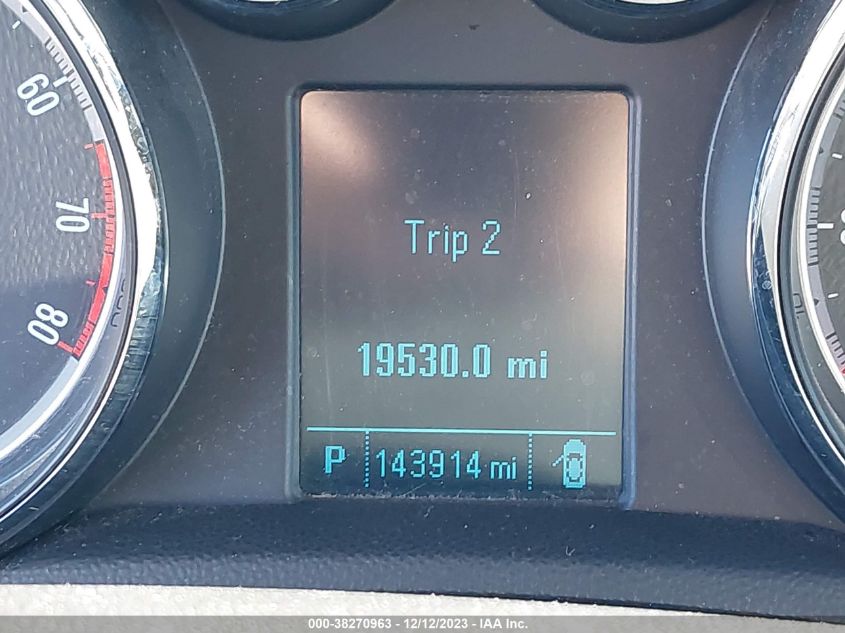 60
70
80
Trip 2
19530.0 mi
P 143914 mi
000-38270963 - 12/12/2023 - IAA Inc.